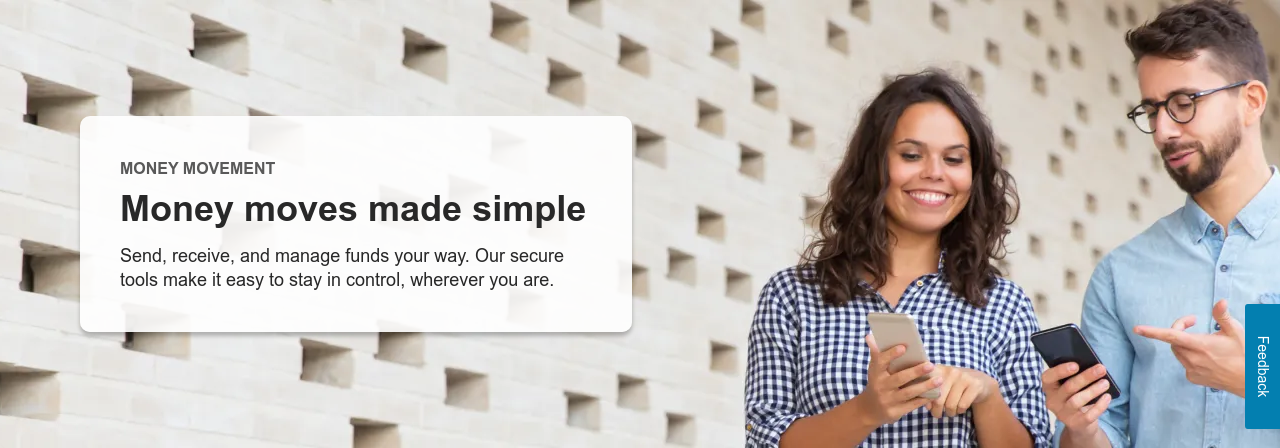 MONEY MOVEMENT
Money moves made simple
Send, receive, and manage funds your way. Our secure
tools make it easy to stay in control, wherever you are.
Feedback